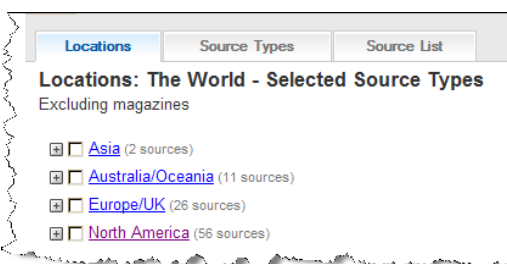 Locations Source Types Source List
Locations: The World - Selected Source Types
Excluding magazines
Asia (2 sources)
Australia/Oceania (11 sources)
Europe/UK (26 sources)
North America (56 sources)